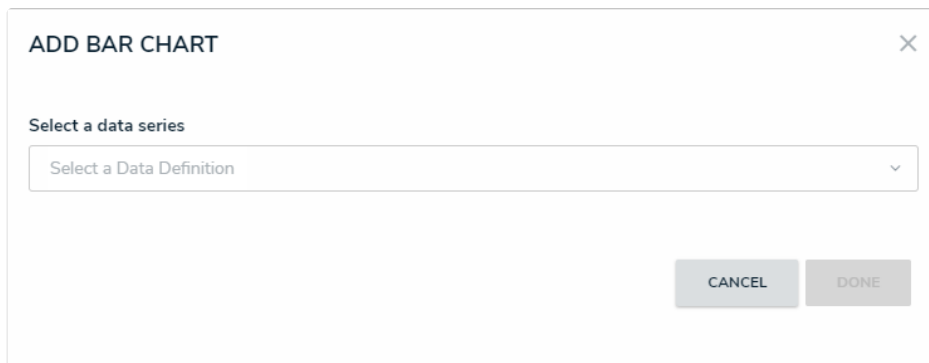 ADD BAR CHART
Select a data series
Select a Data Definition
CANCEL
DONE